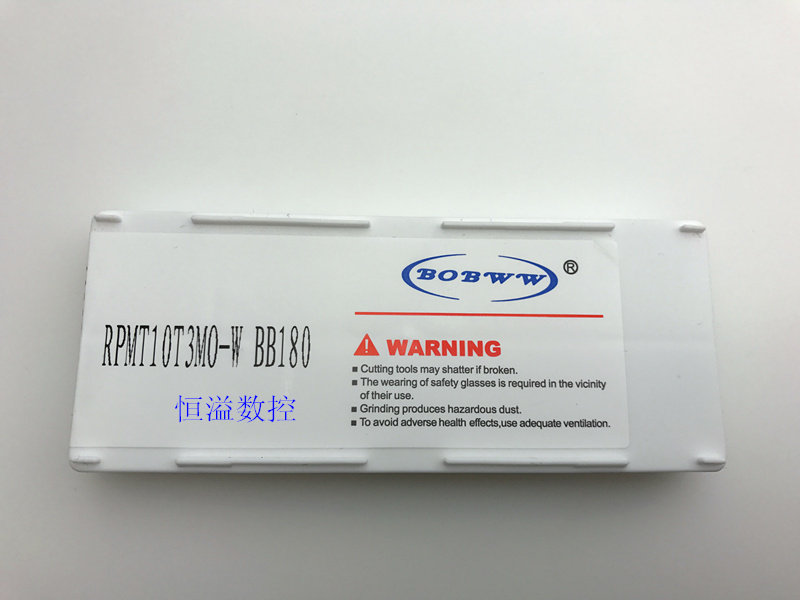 BOBWW®
RPMT10T3MO-W BB180
恒溢数控
WARNING
■ Cutting tools may shatter if broken.
■ The wearing of safety glasses is required in the vicinity
of their use.
■ Grinding produces hazardous dust.
■ To avoid adverse health effects,use adequate ventilation.